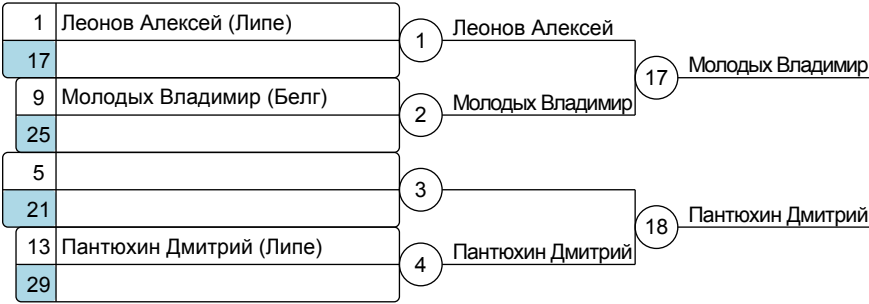 1 Леонов Алексей (Липе)
17
1 Леонов Алексей
9 Молодых Владимир (Белг)
25
2 Молодых Владимир
17 Молодых Владимир
5
21
3
13 Пантюхин Дмитрий (Липе)
29
4 Пантюхин Дмитрий
18 Пантюхин Дмитрий